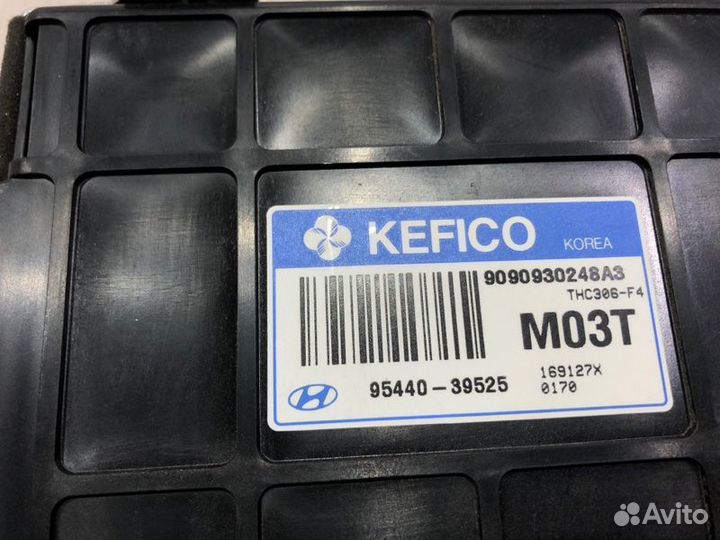 KEFICO KOREA
9090930248A3
THC306-F4
M03T
95440-39525
169127X
0170
Avito